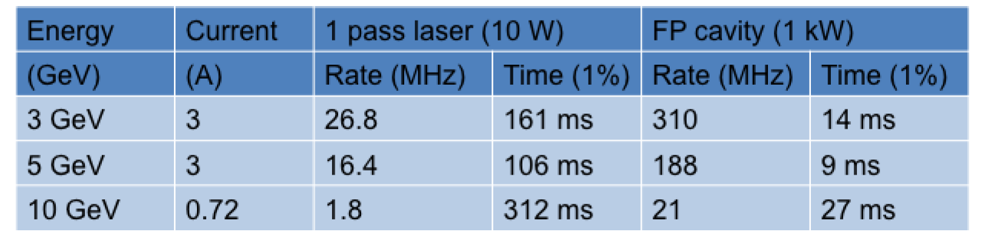 Energy Current 1 pass laser (10 W) FP cavity (1 kW)
(GeV) (A) Rate (MHz) Time (1%) Rate (MHz) Time (1%)
3 GeV 3 26.8 161 ms 310 14 ms
5 GeV 3 16.4 106 ms 188 9 ms
10 GeV 0.72 1.8 312 ms 21 27 ms